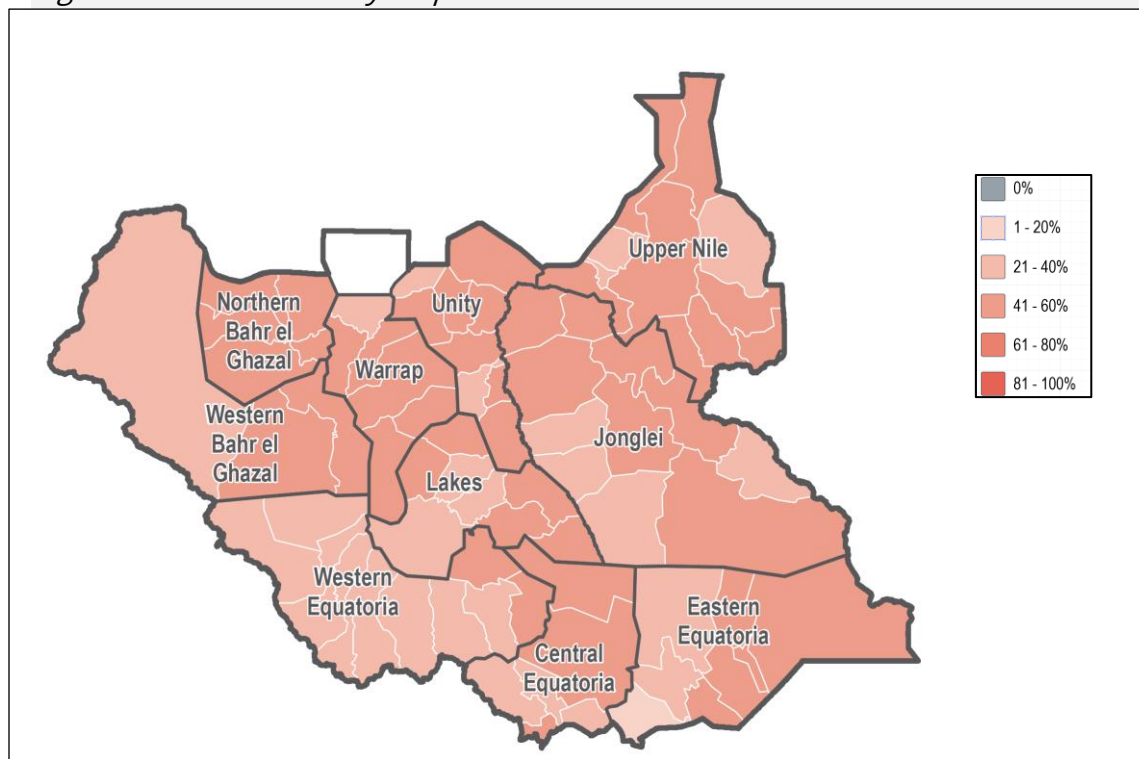 Upper Nile
Northern
Bahr el
Ghazal
Unity
Warrap
Western
Bahr el
Ghazal
Jonglei
Lakes
Western
Equatoria
Eastern
Equatoria
Central
Equatoria
0%
1 - 20%
21 - 40%
41 - 60%
61 - 80%
81 - 100%